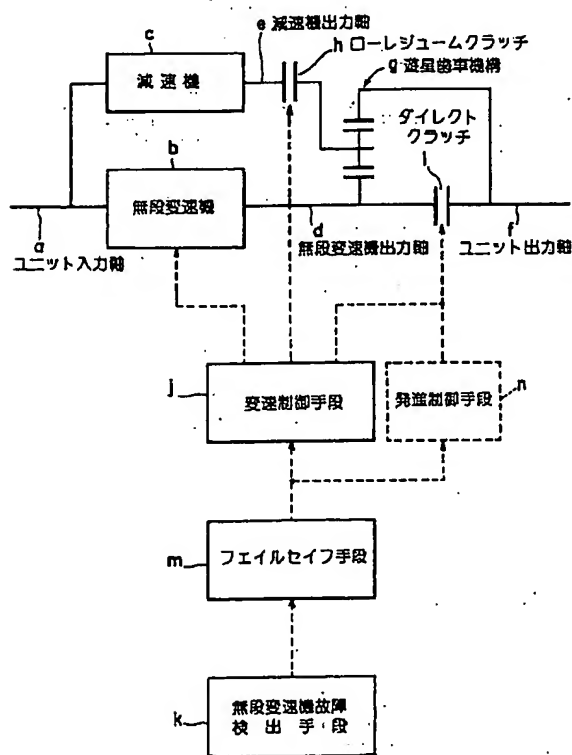 c
e 減速機出力軸
h ローレジュームクラッチ
g 遊星歯車機構
減速機
ダイレクト
クラッチ
i
b
無段変速機
a
ユニット入力軸
d
無段変速機出力軸
f
ユニット出力軸
j
変速制御手段
発進制御手段
n
m
フェイルセイフ手段
k
無段変速機故障
検出手段